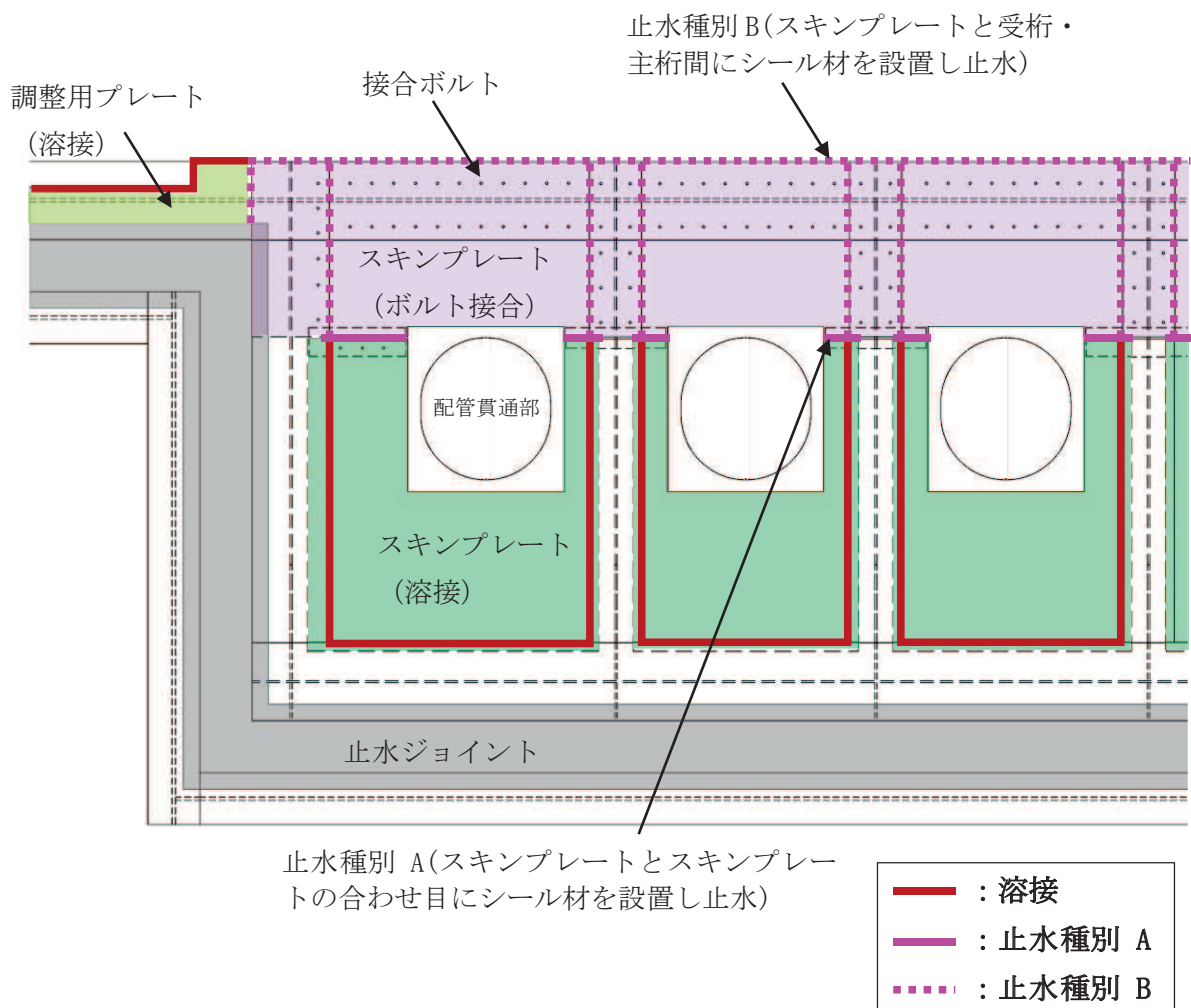 止水種別 B(スキンプレートと受桁・
主桁間にシール材を設置し止水)
接合ボルト
調整用プレート
(溶接)
スキンプレート
(ボルト接合)
配管貫通部
スキンプレート
(溶接)
止水ジョイント
止水種別 A(スキンプレートとスキンプレー
トの合わせ目にシール材を設置し止水)
：溶接
：止水種別 A
：止水種別 B